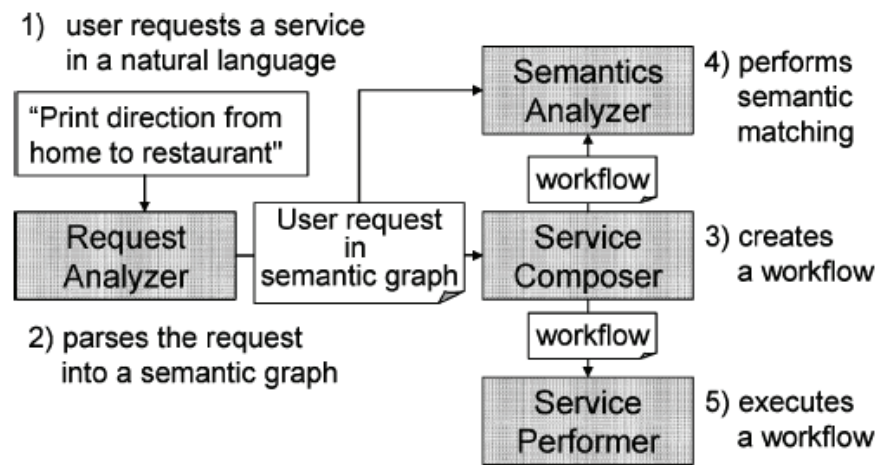 1) user requests a service
in a natural language
“Print direction from
home to restaurant"
Request
Analyzer
2) parses the request
into a semantic graph
User request
in
semantic graph
Semantics
Analyzer
4) performs
semantic
matching
workflow
Service
Composer
3) creates
a workflow
workflow
Service
Performer
5) executes
a workflow